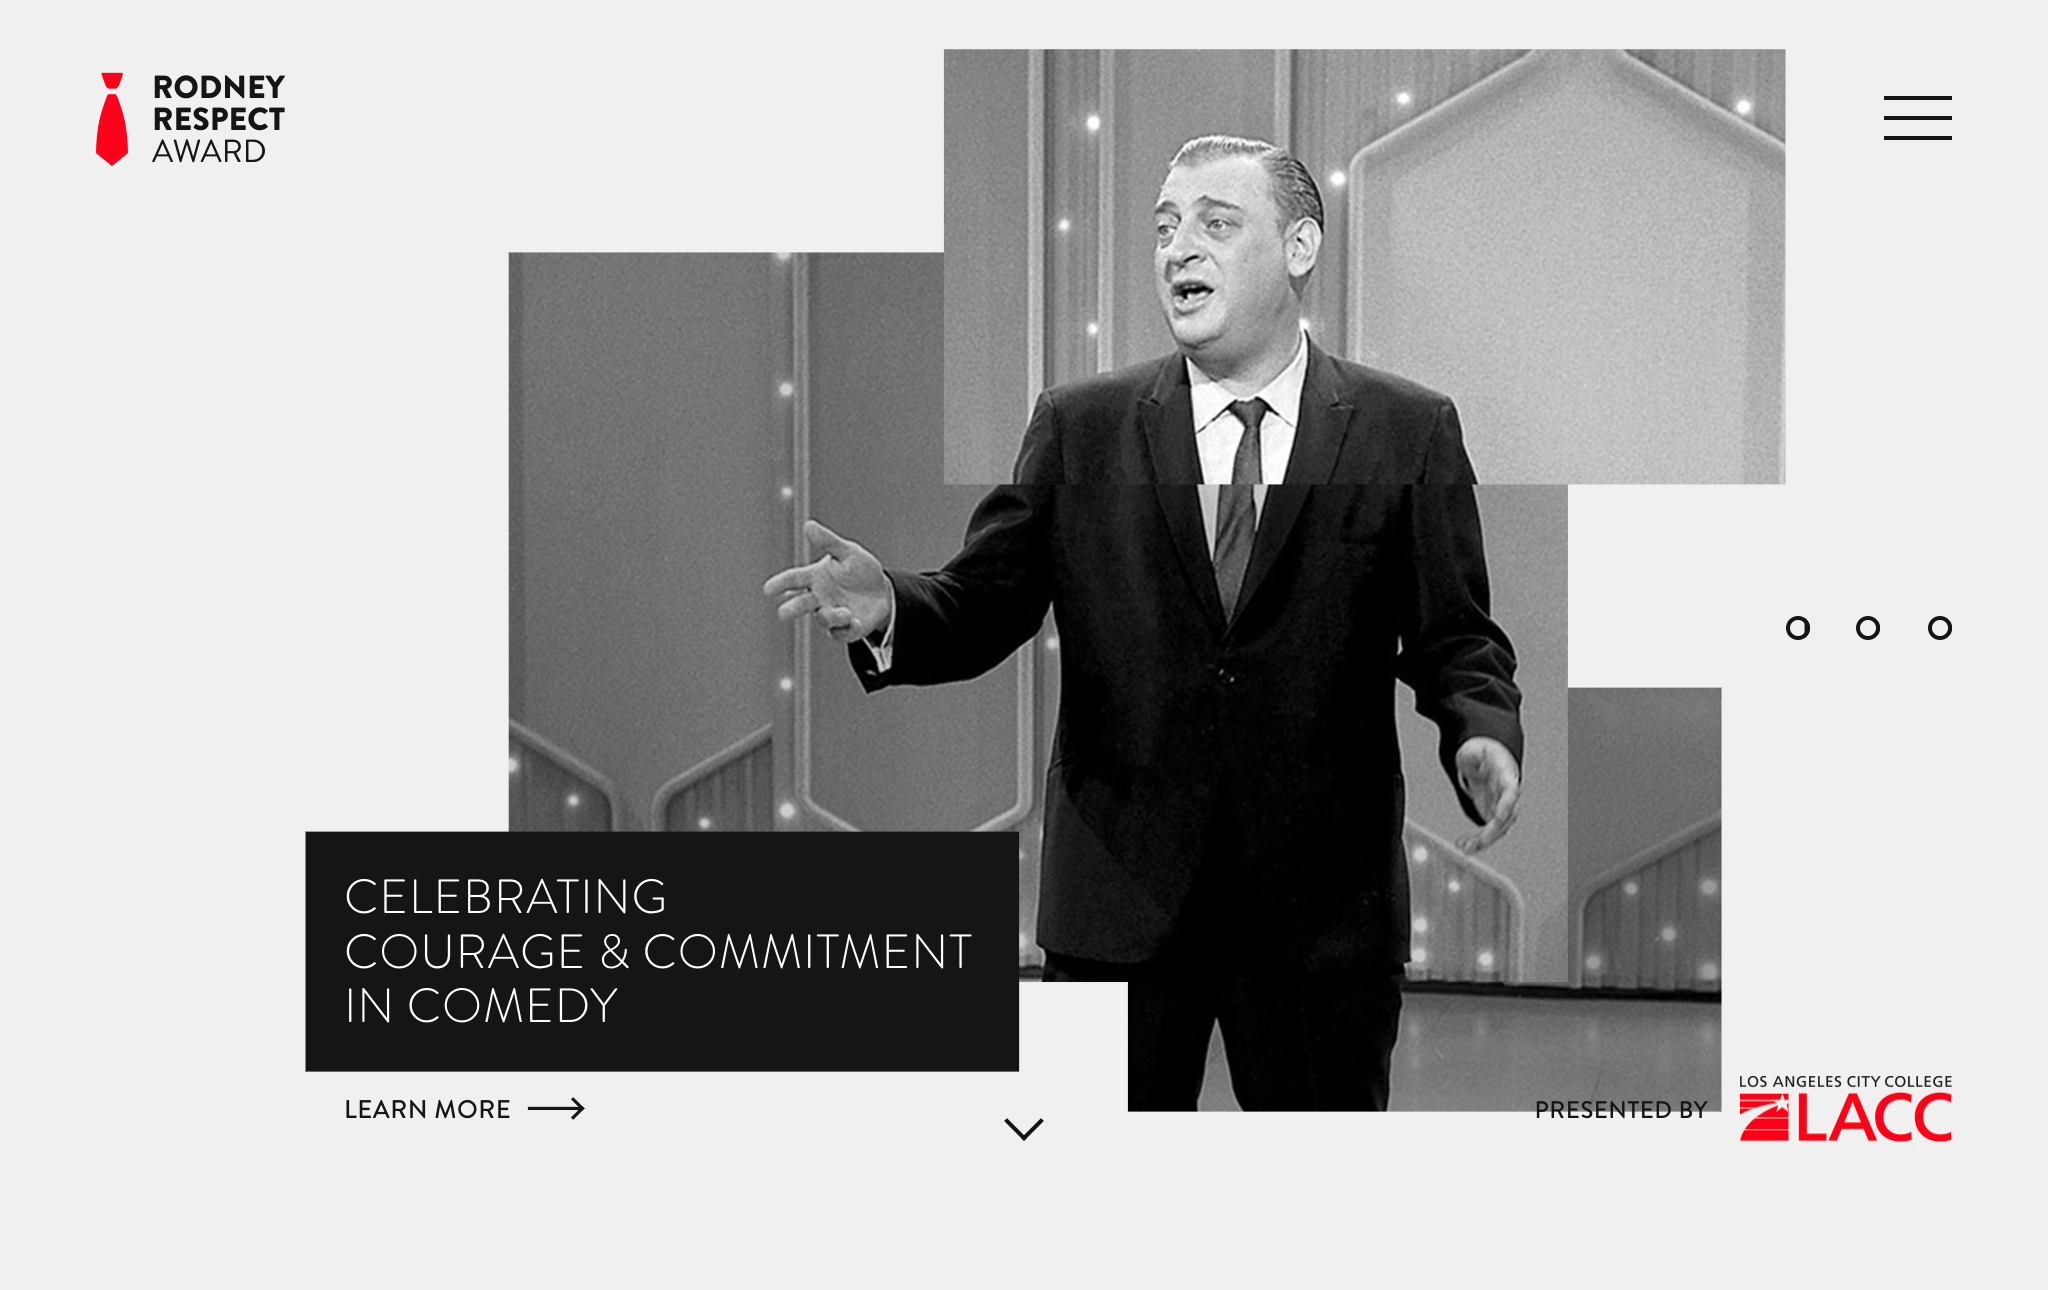 RODNEY
RESPECT
AWARD
CELEBRATING
COURAGE & COMMITMENT
IN COMEDY
LEARN MORE
PRESENTED BY
LOS ANGELES CITY COLLEGE
LACC